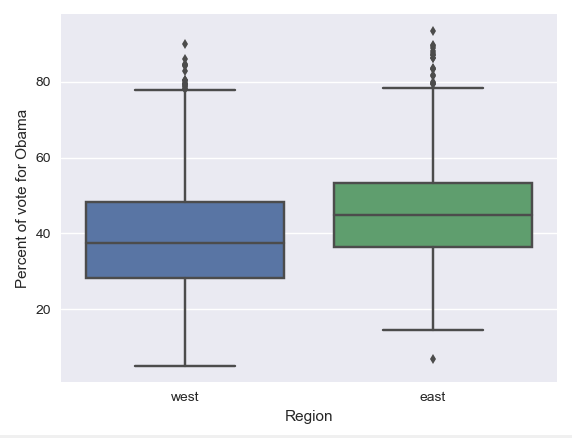 Percent of vote for Obama
80
60
40
20
west
east
Region